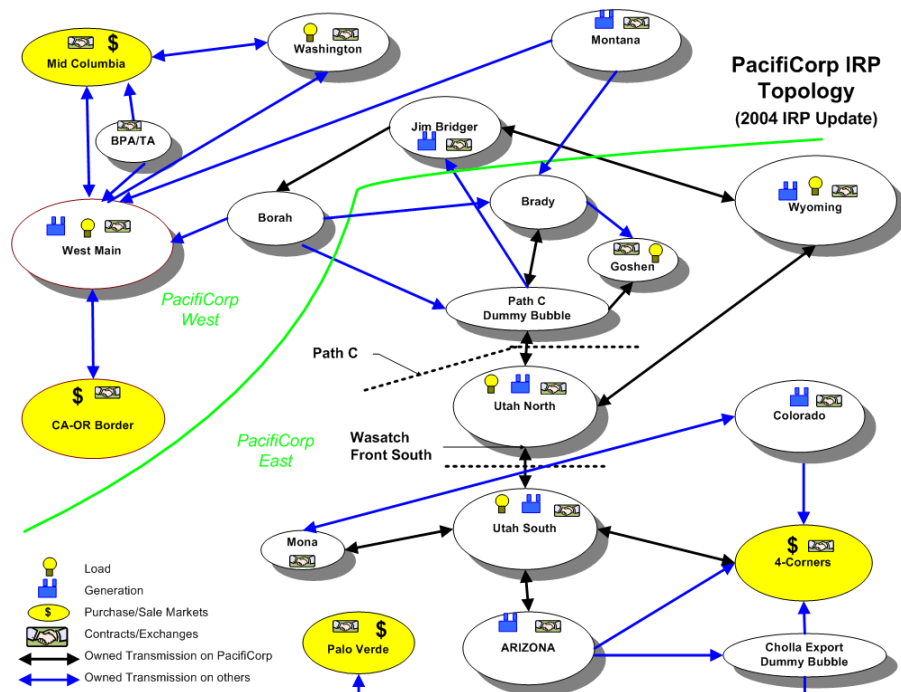 $
Mid Columbia
Washington
Montana
PacifiCorp IRP
Topology
(2004 IRP Update)
BPA/TA
Jim Bridger
Borah
Brady
Wyoming
West Main
Goshen
PacifiCorp
West
Path C
Dummy Bubble
Path C
$
CA-OR Border
Utah North
Colorado
PacifiCorp
East
Wasatch
Front South
Utah South
Mona
$
4-Corners
Load
Generation
$
Purchase/Sale Markets
Contracts/Exchanges
Owned Transmission on PacifiCorp
Owned Transmission on others
$
Palo Verde
ARIZONA
Cholla Export
Dummy Bubble